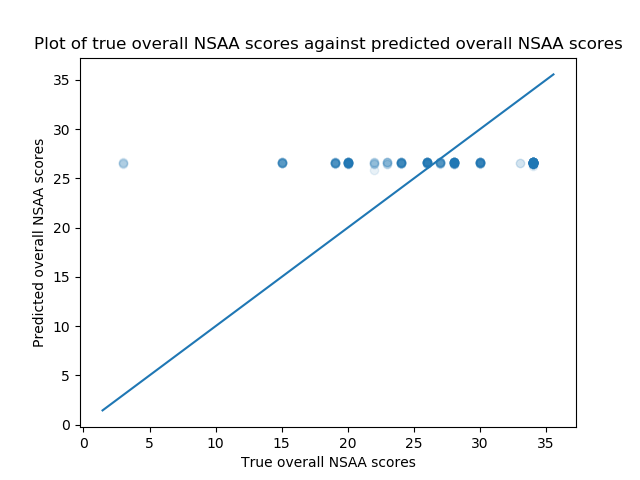 Plot of true overall NSAA scores against predicted overall NSAA scores
Predicted overall NSAA scores
35
30
25
20
15
10
5
0
0 5 10 15 20 25 30 35
True overall NSAA scores